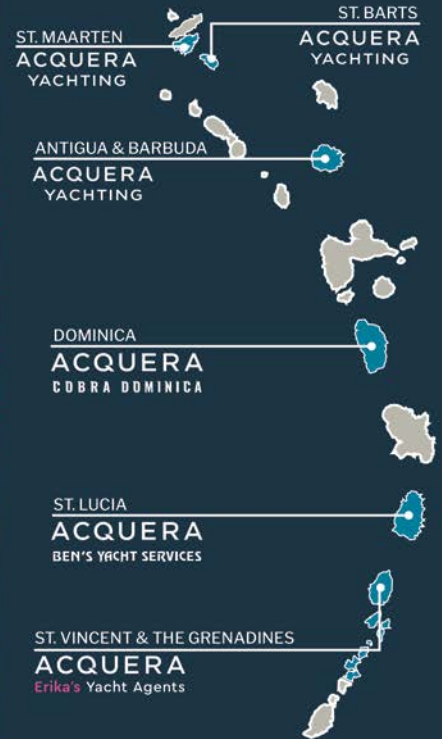 ST. BARTS
ACQUERA
YACHTING
ST. MAARTEN
ACQUERA
YACHTING
ANTIGUA & BARBUDA
ACQUERA
YACHTING
DOMINICA
ACQUERA
COBRA DOMINICA
ST. LUCIA
ACQUERA
BEN'S YACHT SERVICES
ST. VINCENT & THE GRENADINES
ACQUERA
Erika's Yacht Agents